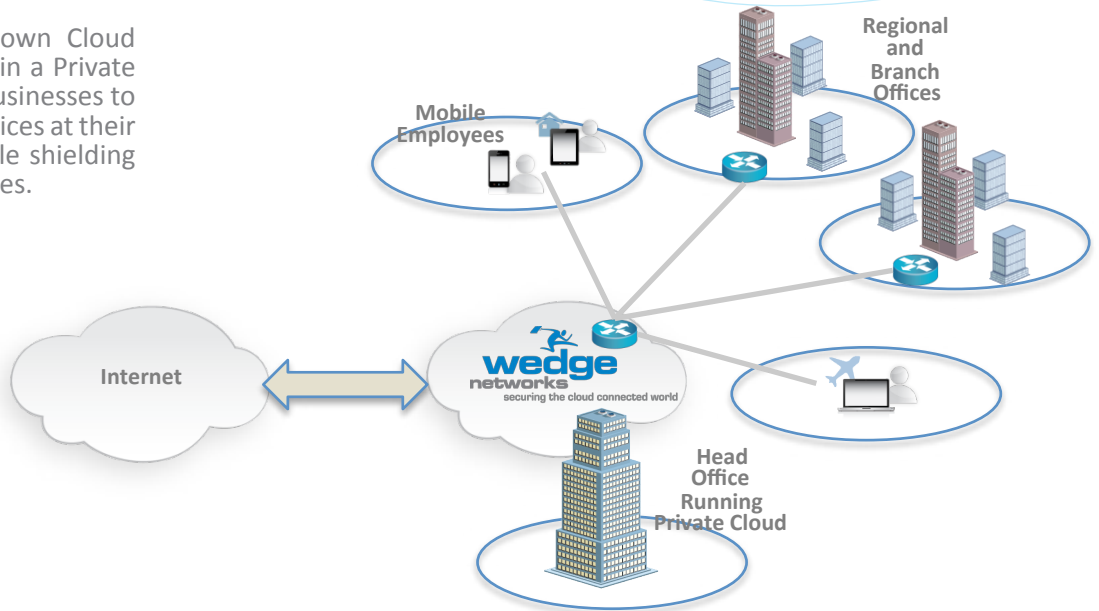 own Cloud
in a Private
usinesses to
ices at their
le shielding
es.
Regional
and
Branch
Offices
Mobile
Employees
Internet
wedge
networks
securing the cloud connected world
Head
Office
Running
Private Cloud